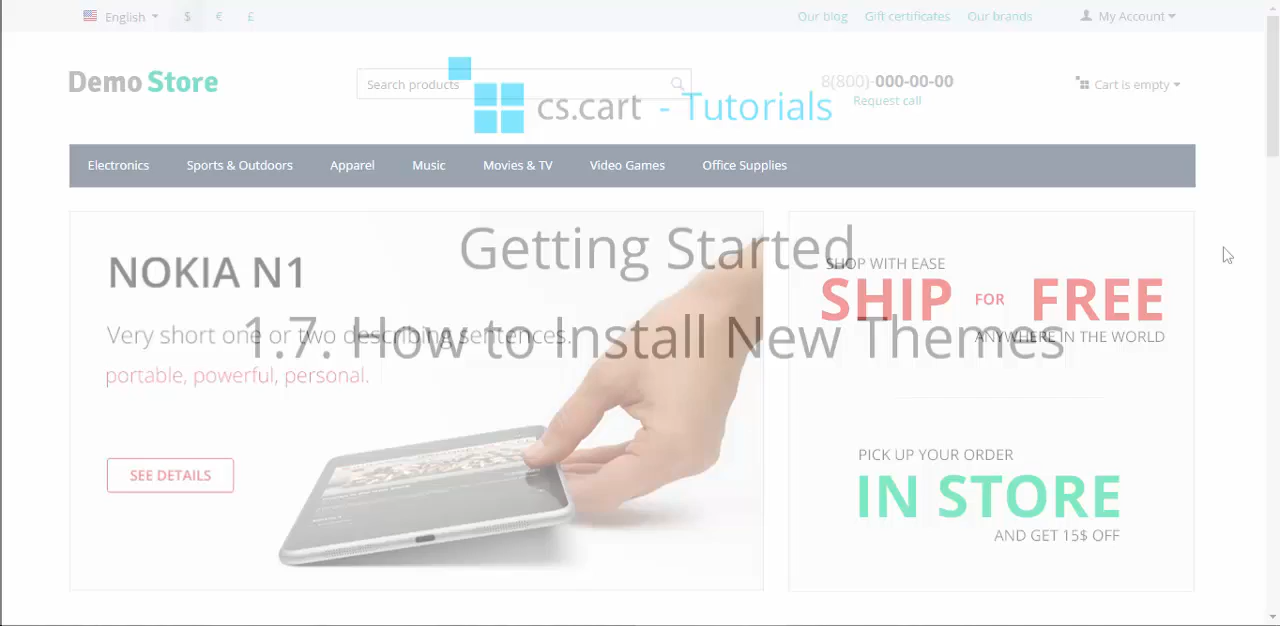 English $ € £ Our blog Gift certificates Our brands My Account
Demo Store Search products 8(800)-000-00-00 Cart is empty
Request call
cs.cart - Tutorials
Electronics Sports & Outdoors Apparel Music Movies & TV Video Games Office Supplies
Getting Started
1.7. How to Install New Themes
NOKIA N1
Very short one or two describing sentences.
portable, powerful, personal.
SEE DETAILS
SHOP WITH EASE
SHIP FOR FREE
ANYWHERE IN THE WORLD
PICK UP YOUR ORDER
IN STORE
AND GET 15$ OFF